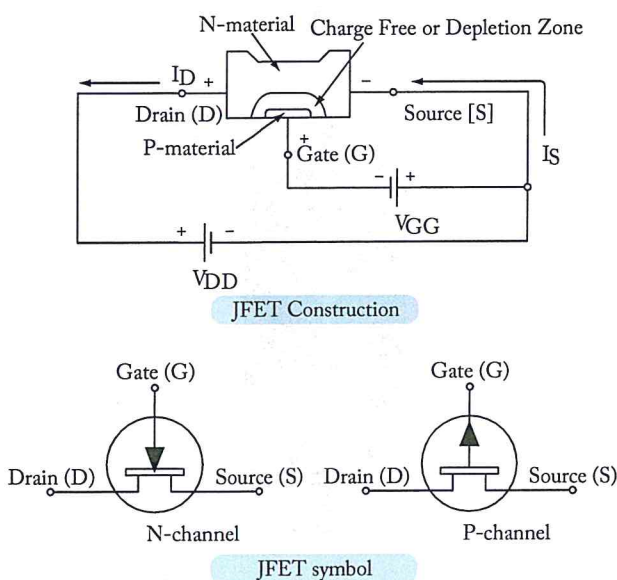 N-material
Charge Free or Depletion Zone
ID + -
Drain (D)
Source [S]
P-material
+
Gate (G)
IS
- +
VGG
+ -
VDD
JFET Construction
Gate (G)
Gate (G)
Drain (D)
Source (S)
Drain (D)
Source (S)
N-channel
P-channel
JFET symbol